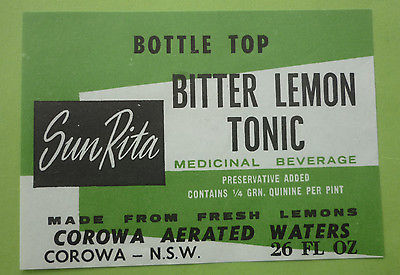 BOTTLE TOP
BITTER LEMON
TONIC
Sun Rita
MEDICINAL BEVERAGE
PRESERVATIVE ADDED
CONTAINS ¼ GRN. QUININE PER PINT
MADE FROM FRESH LEMONS
COROWA AERATED WATERS
COROWA – N.S.W. 26 FL OZ